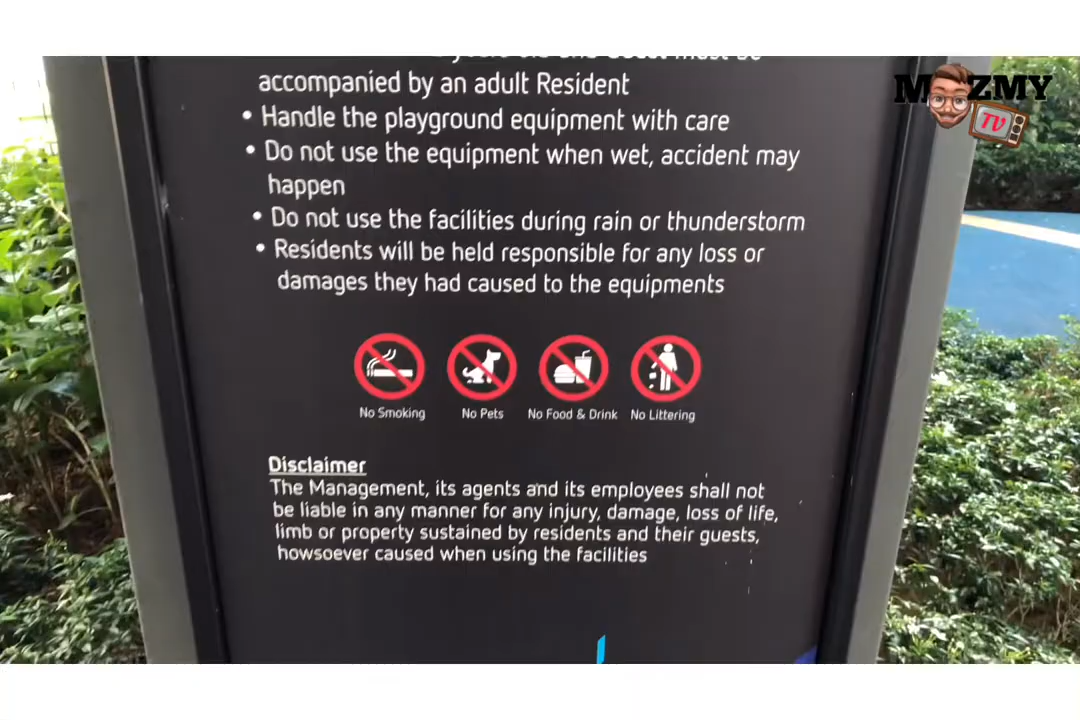 must be
accompanied by an adult Resident
• Handle the playground equipment with care
• Do not use the equipment when wet, accident may
happen
• Do not use the facilities during rain or thunderstorm
• Residents will be held responsible for any loss or
damages they had caused to the equipments
No Smoking No Pets No Food & Drink No Littering
Disclaimer
The Management, its agents and its employees shall not
be liable in any manner for any injury, damage, loss of life,
limb or property sustained by residents and their guests,
howsoever caused when using the facilities
MOZMY
TV